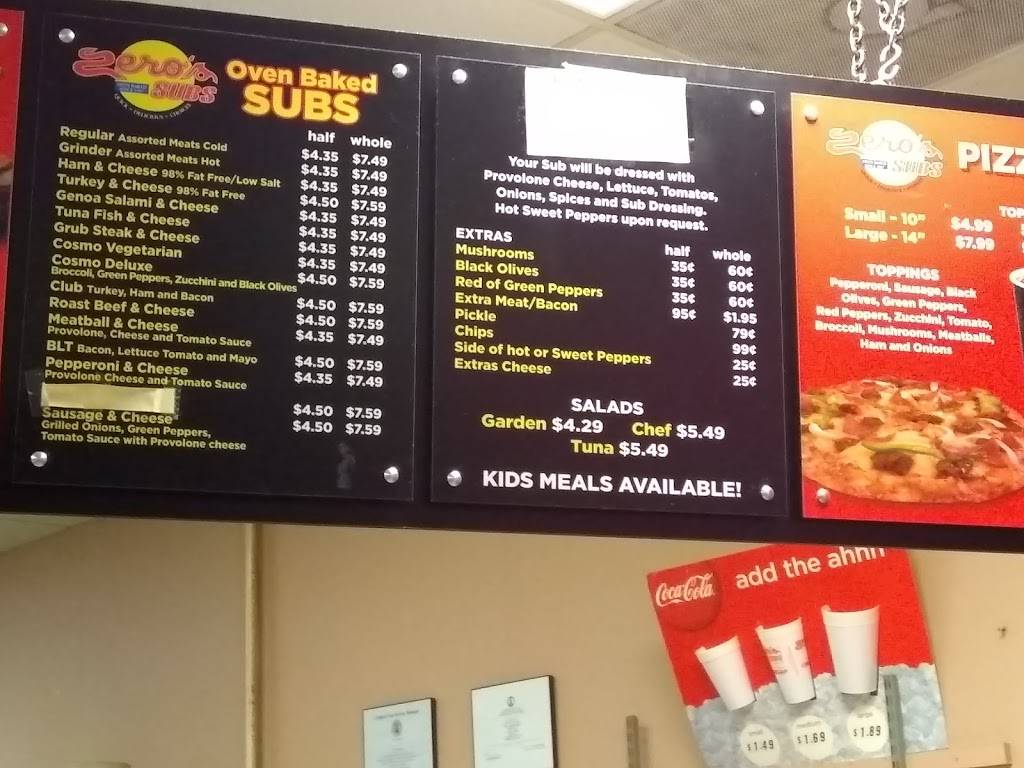 Zero's
SUBS
QUICK • DELICIOUS • CHOICES
Oven Baked
SUBS
half whole
Regular Assorted Meats Cold $4.35 $7.49
Grinder Assorted Meats Hot $4.35 $7.49
Ham & Cheese 98% Fat Free/Low Salt $4.35 $7.49
Turkey & Cheese 98% Fat Free $4.50 $7.59
Genoa Salami & Cheese $4.35 $7.49
Tuna Fish & Cheese $4.35 $7.49
Grub Steak & Cheese $4.35 $7.49
Cosmo Vegetarian $4.35 $7.49
Cosmo Deluxe $4.50 $7.59
Broccoli, Green Peppers, Zucchini and Black Olives
Club Turkey, Ham and Bacon $4.50 $7.59
Roast Beef & Cheese $4.50 $7.59
Meatball & Cheese $4.35 $7.49
Provolone, Cheese and Tomato Sauce
BLT Bacon, Lettuce Tomato and Mayo $4.50 $7.59
Pepperoni & Cheese $4.35 $7.49
Provolone Cheese and Tomato Sauce
$4.50 $7.59
Sausage & Cheese $4.50 $7.59
Grilled Onions, Green Peppers,
Tomato Sauce with Provolone cheese
Your Sub will be dressed with
Provolone Cheese, Lettuce, Tomatoes,
Onions, Spices and Sub Dressing.
Hot Sweet Peppers upon request.
EXTRAS half whole
Mushrooms 35¢ 60¢
Black Olives 35¢ 60¢
Red of Green Peppers 35¢ 60¢
Extra Meat/Bacon 95¢ $1.95
Pickle 79¢
Chips 99¢
Side of hot or Sweet Peppers 25¢
Extras Cheese 25¢
SALADS
Garden $4.29 Chef $5.49
Tuna $5.49
KIDS MEALS AVAILABLE!
Zero's
SUBS
PIZZ
TOP
Small - 10" $4.99
Large - 14" $7.99
TOPPINGS
Pepperoni, Sausage, Black
Olives, Green Peppers,
Red Peppers, Zucchini, Tomato,
Broccoli, Mushrooms, Meatballs,
Ham and Onions
Coca-Cola
add the ahhh
small medium large
$1.49 $1.69 $1.89